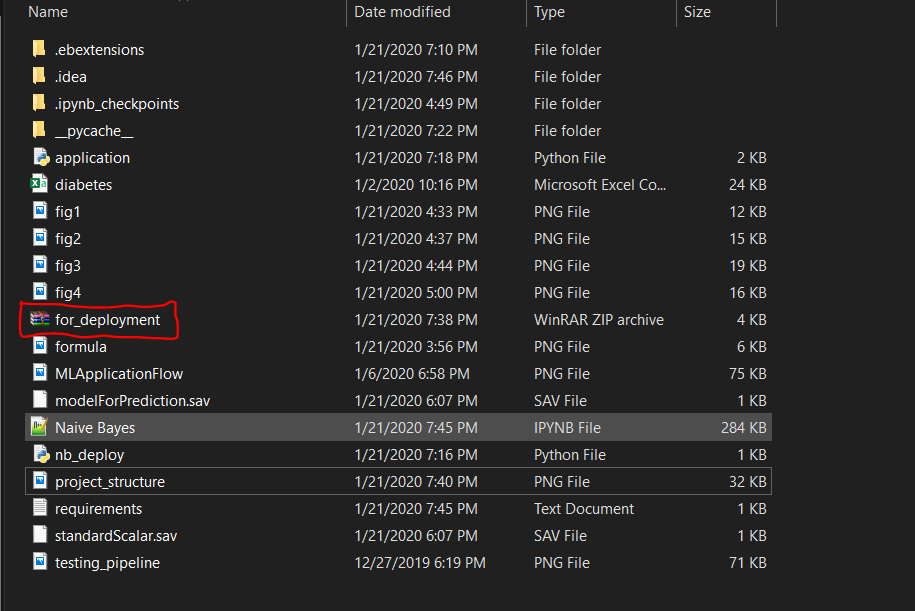 Name Date modified Type Size
.ebextensions 1/21/2020 7:10 PM File folder
.idea 1/21/2020 7:46 PM File folder
.ipynb_checkpoints 1/21/2020 4:49 PM File folder
__pycache__ 1/21/2020 7:22 PM File folder
application 1/21/2020 7:18 PM Python File 2 KB
diabetes 1/2/2020 10:16 PM Microsoft Excel Co... 24 KB
fig1 1/21/2020 4:33 PM PNG File 12 KB
fig2 1/21/2020 4:37 PM PNG File 15 KB
fig3 1/21/2020 4:44 PM PNG File 19 KB
fig4 1/21/2020 5:00 PM PNG File 16 KB
for_deployment 1/21/2020 7:38 PM WinRAR ZIP archive 4 KB
formula 1/21/2020 3:56 PM PNG File 6 KB
MLApplicationFlow 1/6/2020 6:58 PM PNG File 75 KB
modelForPrediction.sav 1/21/2020 6:07 PM SAV File 1 KB
Naive Bayes 1/21/2020 7:45 PM IPYNB File 284 KB
nb_deploy 1/21/2020 7:16 PM Python File 1 KB
project_structure 1/21/2020 7:40 PM PNG File 32 KB
requirements 1/21/2020 7:45 PM Text Document 1 KB
standardScalar.sav 1/21/2020 6:07 PM SAV File 1 KB
testing_pipeline 12/27/2019 6:19 PM PNG File 71 KB